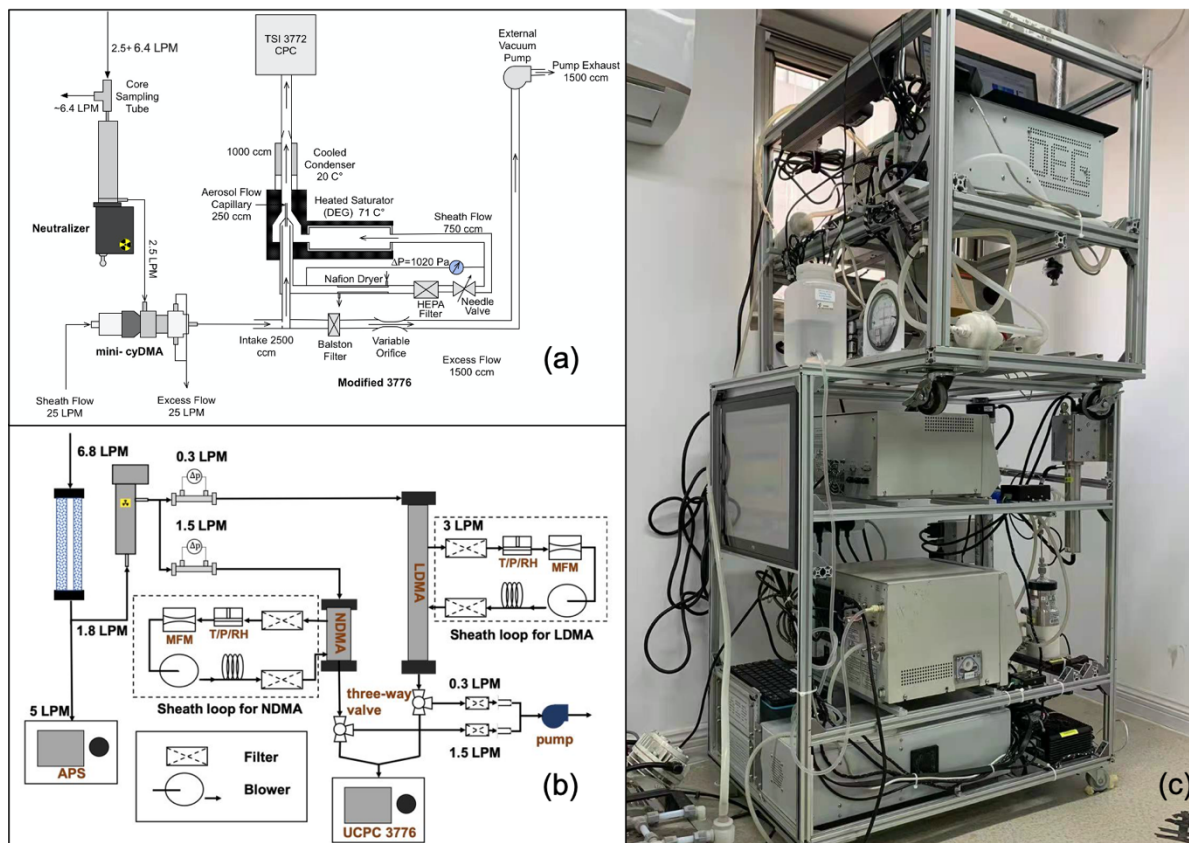 2.5+ 6.4 LPM
Core
Sampling
Tube
~6.4 LPM
Neutralizer
2.5 LPM
mini- cyDMA
Sheath Flow
25 LPM
Excess Flow
25 LPM
TSI 3772
CPC
1000 ccm
Cooled
Condenser
20 C°
Aerosol Flow
Capillary
250 ccm
Heated Saturator
(DEG) 71 C°
Sheath Flow
750 ccm
ΔP=1020 Pa
Nafion Dryer
HEPA
Filter
Needle
Valve
Intake 2500
ccm
Balston
Filter
Variable
Orifice
Excess Flow
1500 ccm
Modified 3776
External
Vacuum
Pump
Pump Exhaust
1500 ccm
(a)
6.8 LPM
0.3 LPM
Δp
1.5 LPM
Δp
1.8 LPM
5 LPM
APS
MFM
T/P/RH
Sheath loop for NDMA
NDMA
LDMA
3 LPM
T/P/RH
MFM
Sheath loop for LDMA
three-way
valve
0.3 LPM
1.5 LPM
pump
Filter
Blower
UCPC 3776
(b)
DEG
(c)